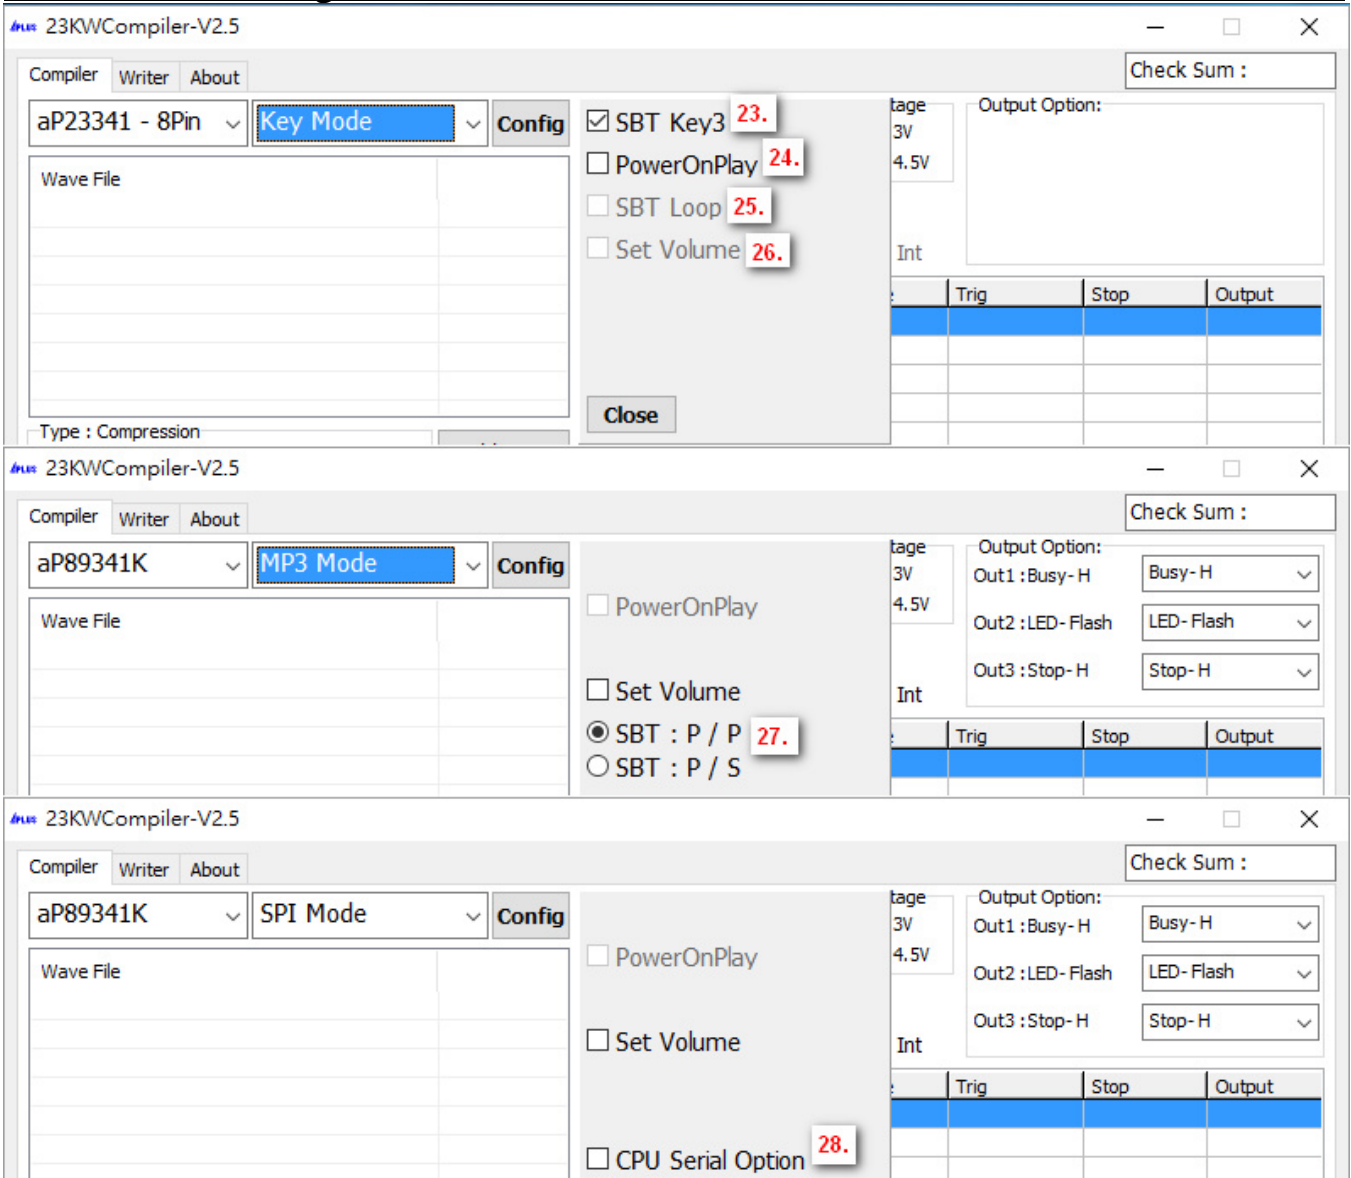 APLUS 23KWCompiler-V2.5
Check Sum :
Compiler Writer About
aP23341 - 8Pin Key Mode Config
SBT Key3 23.
tage Output Option:
3V
PowerOnPlay 24.
4.5V
Wave File
SBT Loop 25.
Set Volume 26.
Int
Trig Stop Output
Close
Type : Compression
APLUS 23KWCompiler-V2.5
Check Sum :
Compiler Writer About
tage Output Option:
aP89341K MP3 Mode Config
3V Out1 :Busy- H Busy- H
PowerOnPlay
4.5V
Wave File
Out2 :LED- Flash LED- Flash
Out3 :Stop- H Stop- H
Set Volume
Int
SBT : P / P 27.
Trig Stop Output
SBT : P / S
APLUS 23KWCompiler-V2.5
Check Sum :
Compiler Writer About
tage Output Option:
aP89341K SPI Mode Config
3V Out1 :Busy- H Busy- H
PowerOnPlay
4.5V
Wave File
Out2 :LED- Flash LED- Flash
Out3 :Stop- H Stop- H
Set Volume
Int
Trig Stop Output
CPU Serial Option 28.